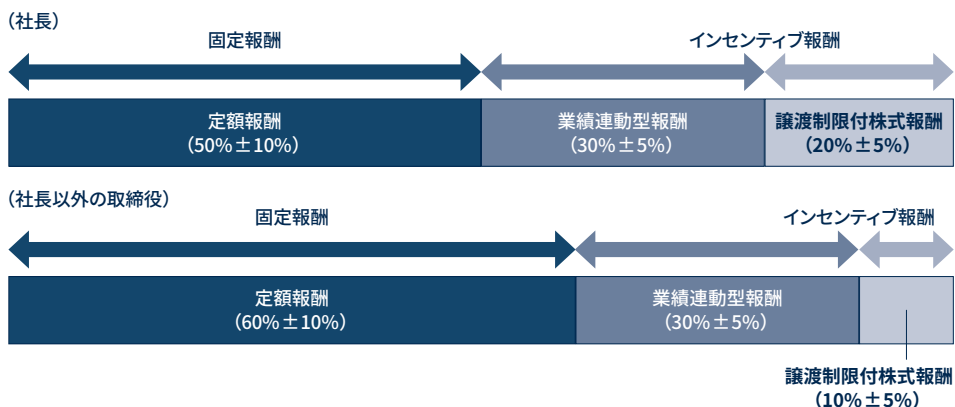 （社長）
固定報酬
インセンティブ報酬
定額報酬
（50%±10%）
業績連動型報酬
（30%±5%）
譲渡制限付株式報酬
（20%±5%）
（社長以外の取締役）
固定報酬
インセンティブ報酬
定額報酬
（60%±10%）
業績連動型報酬
（30%±5%）
譲渡制限付株式報酬
（10%±5%）